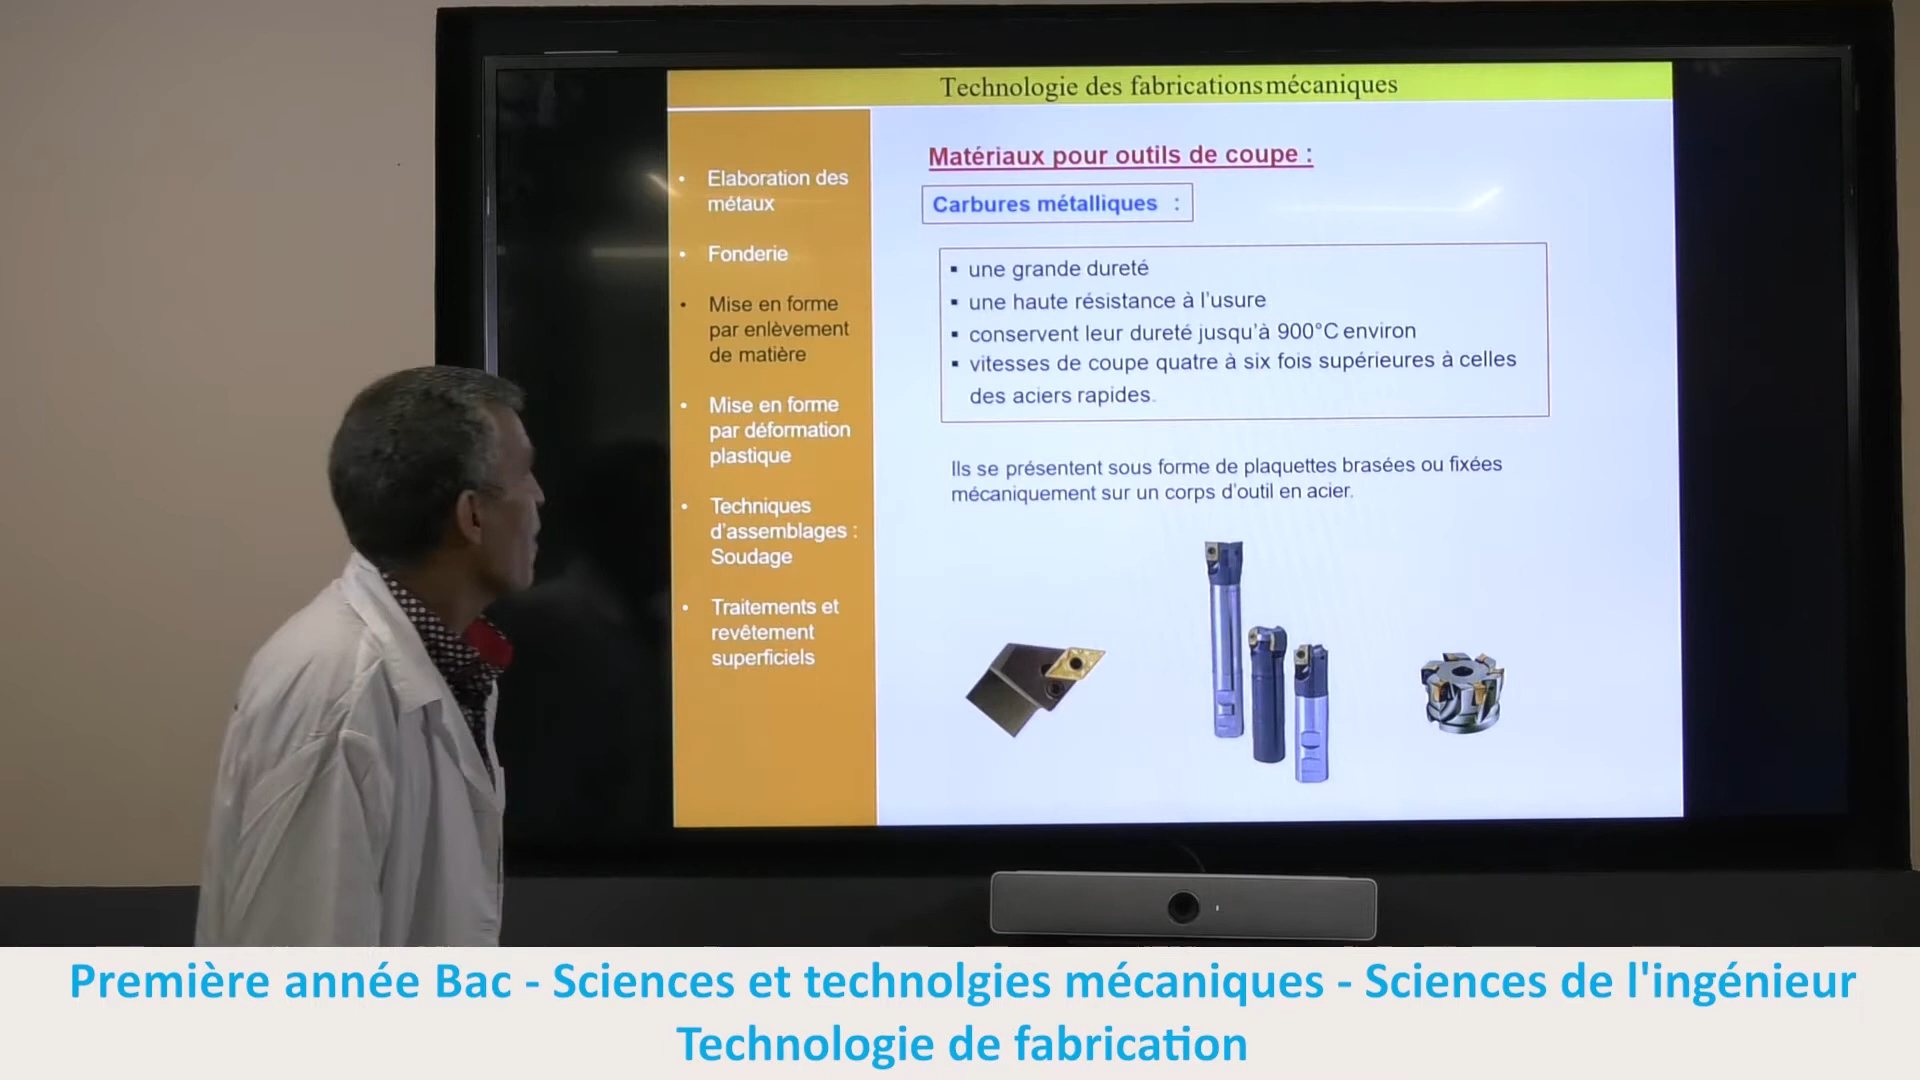 Technologie des fabrications mécaniques
• Elaboration des
métaux
• Fonderie
• Mise en forme
par enlèvement
de matière
• Mise en forme
par déformation
plastique
• Techniques
d'assemblages :
Soudage
• Traitements et
revêtement
superficiels
Matériaux pour outils de coupe :
Carbures métalliques :
▪ une grande dureté
▪ une haute résistance à l'usure
▪ conservent leur dureté jusqu'à 900°C environ
▪ vitesses de coupe quatre à six fois supérieures à celles
des aciers rapides.
Ils se présentent sous forme de plaquettes brasées ou fixées
mécaniquement sur un corps d'outil en acier.
Première année Bac - Sciences et technolgies mécaniques - Sciences de l'ingénieur
Technologie de fabrication